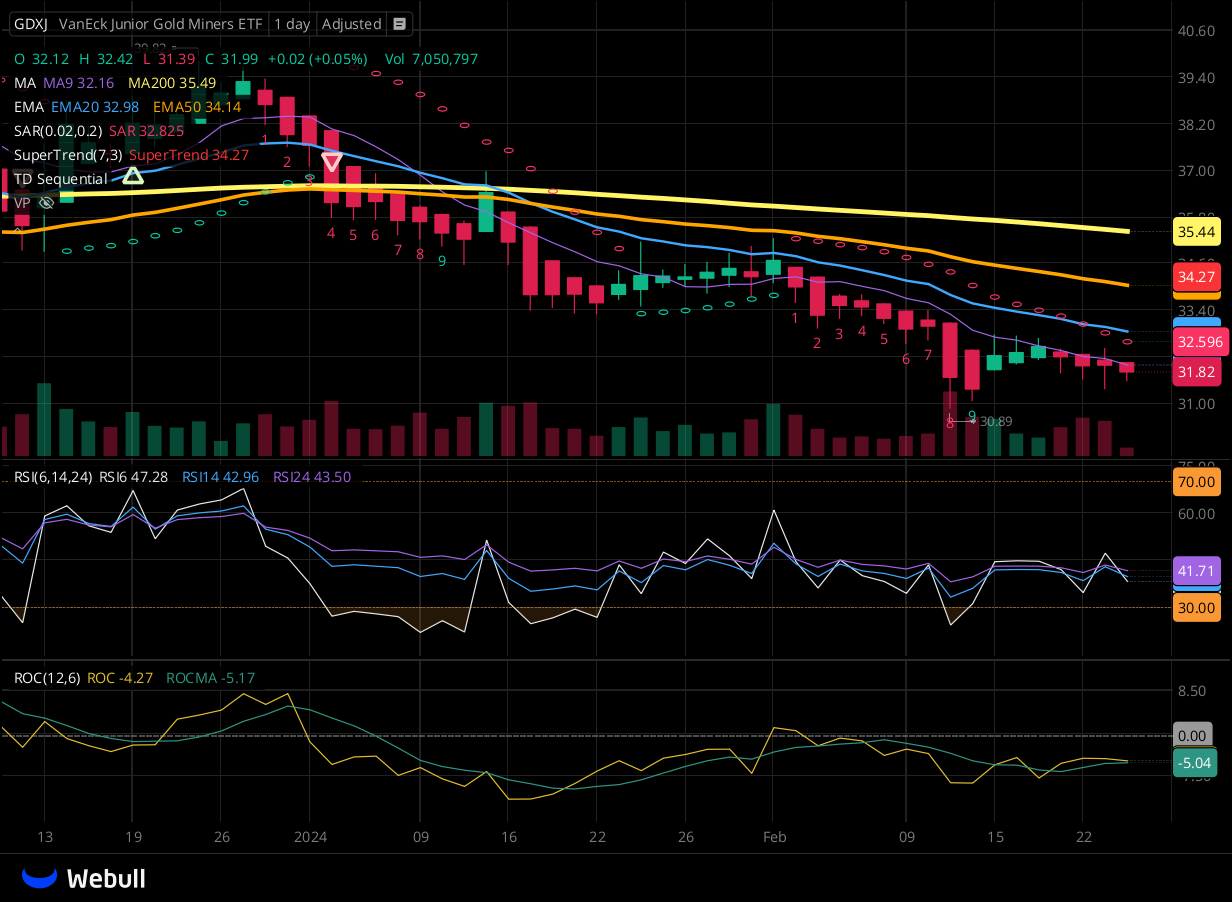 GDXJ VanEck Junior Gold Miners ETF 1 day Adjusted
40.60
O 32.12 H 32.42 L 31.39 C 31.99 +0.02 (+0.05%) Vol 7,050,797
39.40
MA MA9 32.16 MA200 35.49
EMA EMA20 32.98 EMA50 34.14
38.20
SAR(0.02,0.2) SAR 32.825
1
SuperTrend(7,3) SuperTrend 34.27
2
37.00
TD Sequential
3
VP
4 5 6
35.44
7 8 9
34.27
33.40
1 2 3 4 5 6 7
32.596
31.82
31.00
8 9 30.89
RSI(6,14,24) RSI6 47.28 RSI14 42.96 RSI24 43.50
70.00
60.00
41.71
30.00
ROC(12,6) ROC -4.27 ROCMA -5.17
8.50
0.00
-5.04
13 19 26 2024 09 16 22 26 Feb 09 15 22
Webull